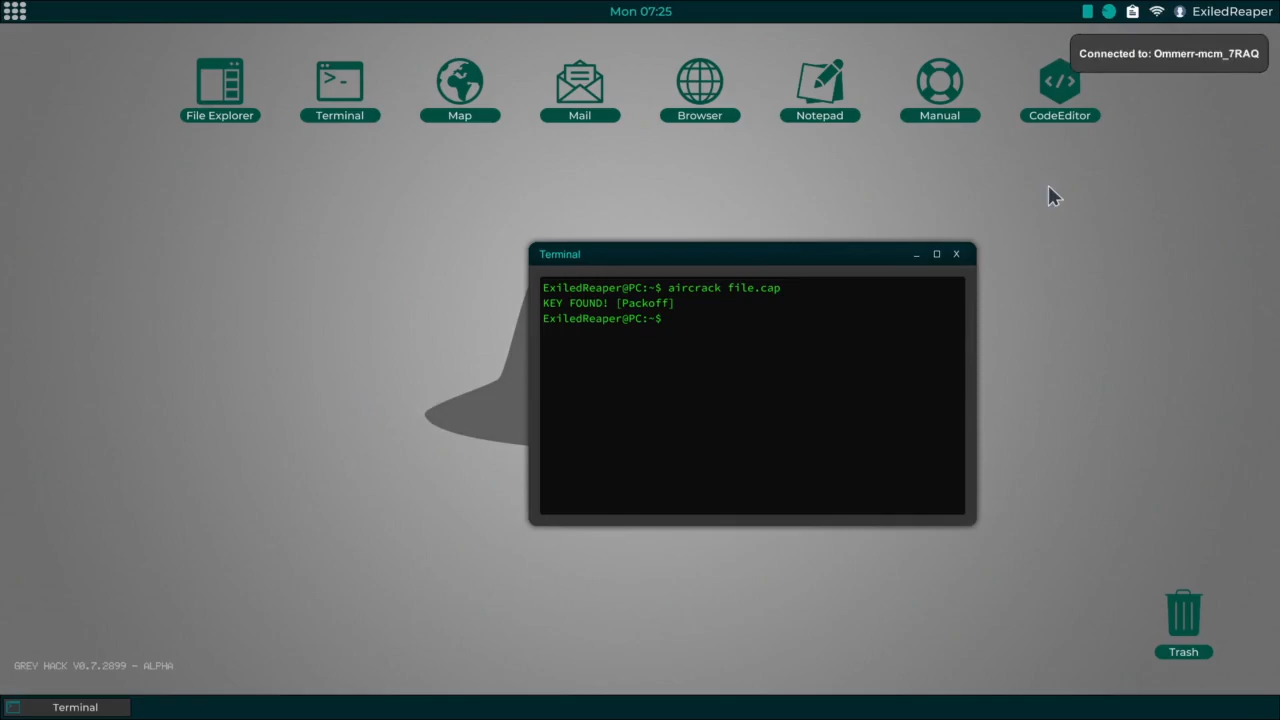 Mon 07:25
ExiledReaper
Connected to: Ommerr-mcm_7RAQ
File Explorer
Terminal
Map
Mail
Browser
Notepad
Manual
CodeEditor
Terminal
_ X
ExiledReaper@PC:~$ aircrack file.cap
KEY FOUND! [Packoff]
ExiledReaper@PC:~$
Trash
GREY HACK V0.7.2899 - ALPHA
Terminal